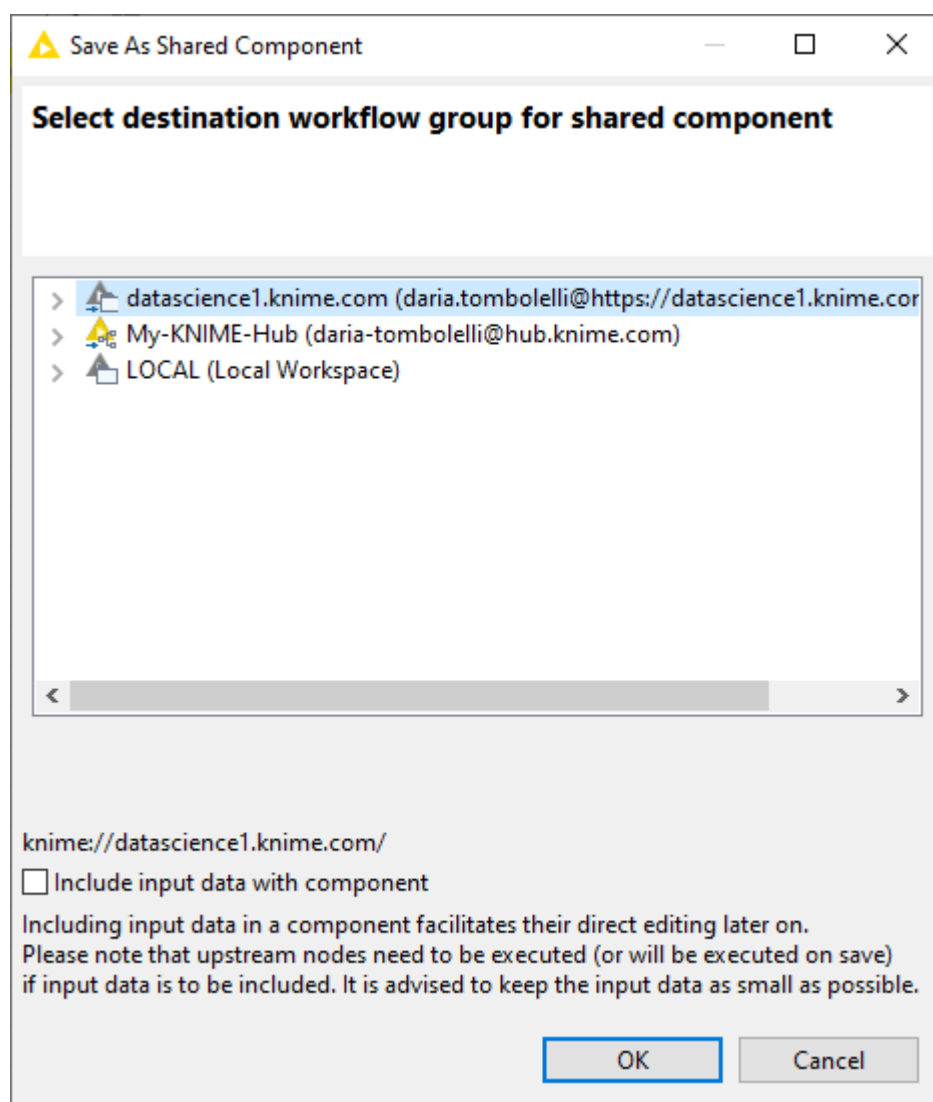 Save As Shared Component
Select destination workflow group for shared component
datascience1.knime.com (daria.tombolelli@https://datascience1.knime.cor
My-KNIME-Hub (daria-tombolelli@hub.knime.com)
LOCAL (Local Workspace)
knime://datascience1.knime.com/
Include input data with component
Including input data in a component facilitates their direct editing later on.
Please note that upstream nodes need to be executed (or will be executed on save)
if input data is to be included. It is advised to keep the input data as small as possible.
OK Cancel